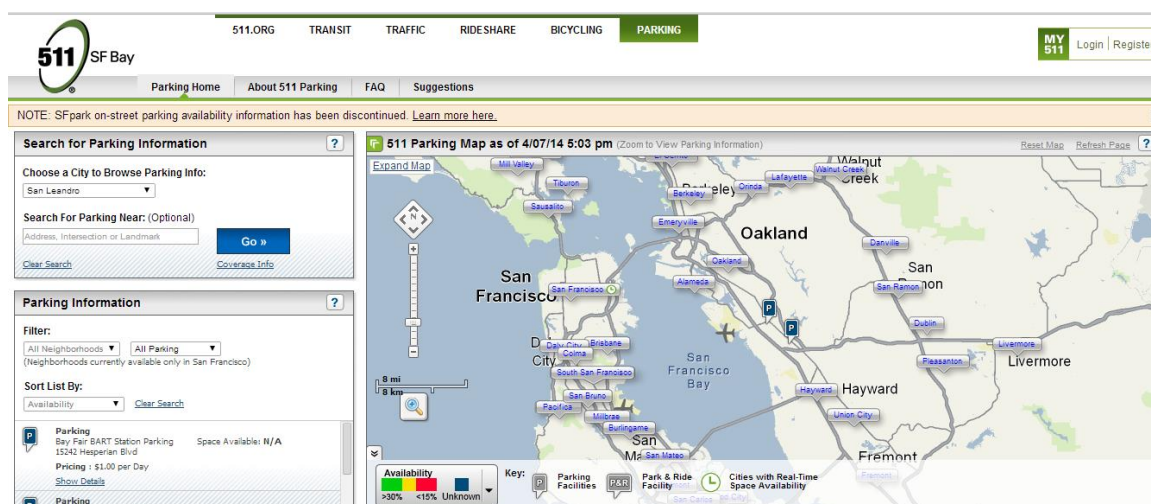 511.ORG TRANSIT TRAFFIC RIDESHARE BICYCLING PARKING
511 SF Bay
MY 511 Login | Registe
Parking Home About 511 Parking FAQ Suggestions
NOTE: SFpark on-street parking availability information has been discontinued. Learn more here.
Search for Parking Information ?
Choose a City to Browse Parking Info:
San Leandro
Search For Parking Near: (Optional)
Address, Intersection or Landmark
Go »
Clear Search Coverage Info
Parking Information ?
Filter:
All Neighborhoods All Parking
(Neighborhoods currently available only in San Francisco)
Sort List By:
Availability Clear Search
P Parking
Bay Fair BART Station Parking Space Available: N/A
15242 Hesperian Blvd
Pricing : $1.00 per Day
Show Details
P Parking
511 Parking Map as of 4/07/14 5:03 pm (Zoom to View Parking Information) Reset Map Refresh Page ?
Expand Map
N
Mill Valley
Walnut Creek
Walnut Creek
Lafayette
Orinda
Tiburon
Berkeley
Berkeley
Sausalito
Emeryville
Oakland
Danville
Oakland
San Francisco
San Francisco
Alameda
San Ramon
San Ramon
P
P
Dublin
Daly City
Daly City
Brisbane
Colma
Livermore
Livermore
San Francisco Bay
Pleasanton
South San Francisco
8 mi
8 km
San Bruno
Hayward
Hayward
Pacifica
Millbrae
Union City
Burlingame
San Mateo
Fremont
Fremont
San Carlos
Availability
>30% <15% Unknown
Key:
P Parking Facilities
P&R Park & Ride Facility
Cities with Real-Time Space Availability